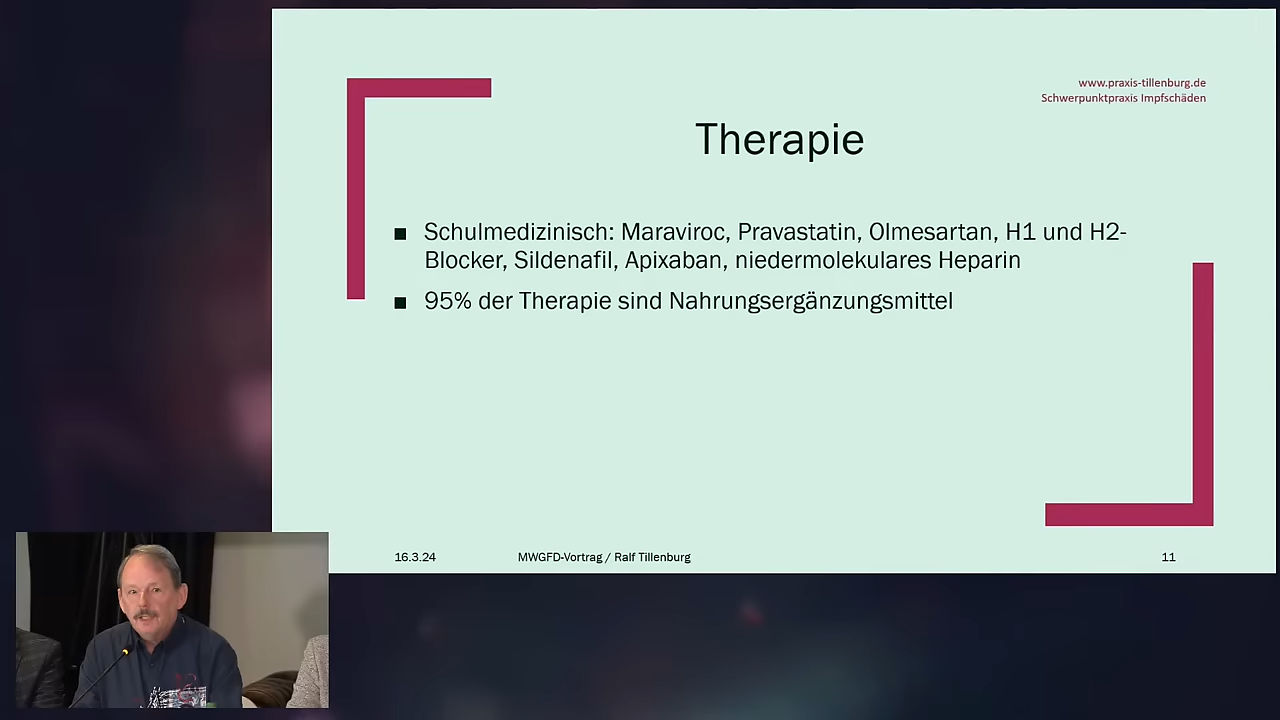 www.praxis-tillenburg.de
Schwerpunktpraxis Impfschäden
Therapie
■ Schulmedizinisch: Maraviroc, Pravastatin, Olmesartan, H1 und H2-
Blocker, Sildenafil, Apixaban, niedermolekulares Heparin
■ 95% der Therapie sind Nahrungsergänzungsmittel
16.3.24 MWGFD-Vortrag / Ralf Tillenburg 11